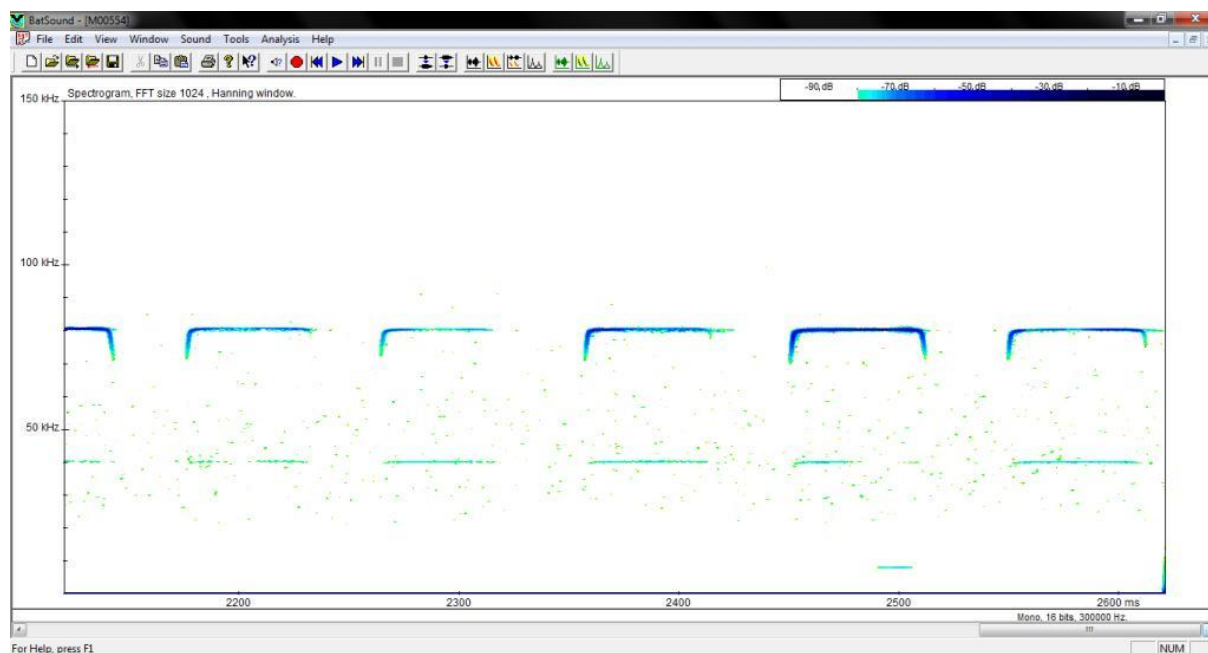 BatSound - [M00554]
File Edit View Window Sound Tools Analysis Help
Spectrogram, FFT size 1024 , Hanning window.
-90,dB -70,dB -50,dB -30,dB -10,dB
150 kHz
100 kHz
50 kHz
2200 2300 2400 2500 2600 ms
Mono, 16 bits, 300000 Hz.
For Help, press F1
NUM